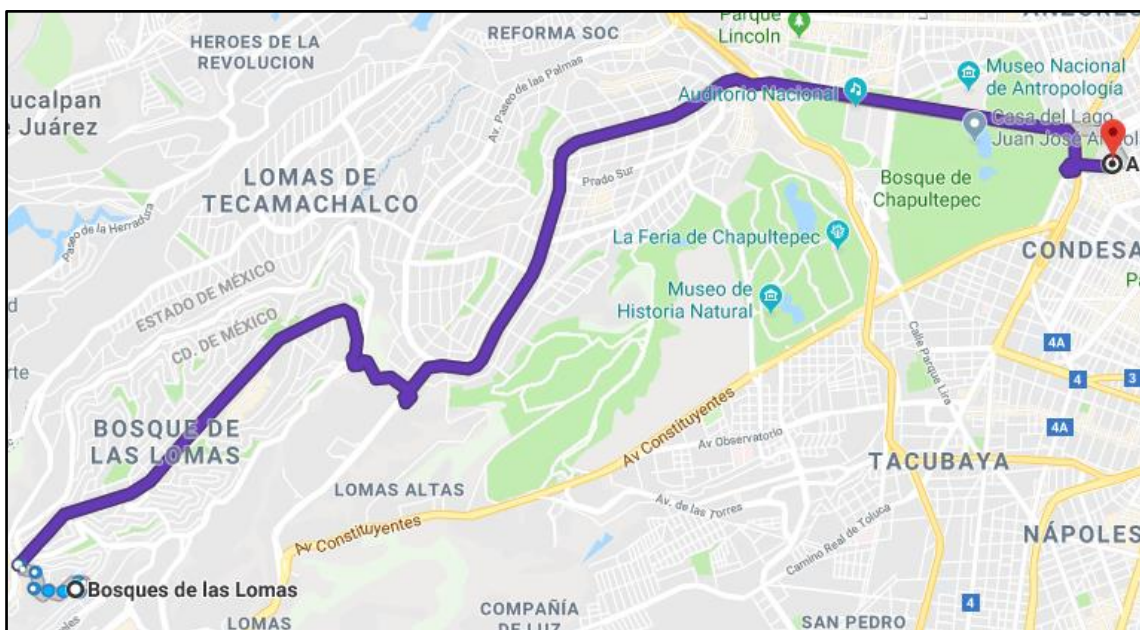 Parque
Lincoln
HEROES DE LA
REVOLUCION
REFORMA SOC
Av. Paseo de las Palmas
Auditorio Nacional
Museo Nacional
de Antropología
Casa del Lago
Juan José
ucalpan
Juárez
LOMAS DE
TECAMACHALCO
Paseo de la Herradura
Prado Sur
Bosque de
Chapultepec
A
La Feria de Chapultepec
CONDESA
Museo de
Historia Natural
ESTADO DE MÉXICO
CD. DE MÉXICO
Calle Parque Lira
4A
4
3
4A
BOSQUE DE
LAS LOMAS
Av Constituyentes
Av Observatorio
TACUBAYA
LOMAS ALTAS
Av. de las Torres
Av Constituyentes
Camino Real de Toluca
NÁPOLES
Bosques de las Lomas
COMPAÑÍA
DE LUZ
LOMAS
SAN PEDRO
4